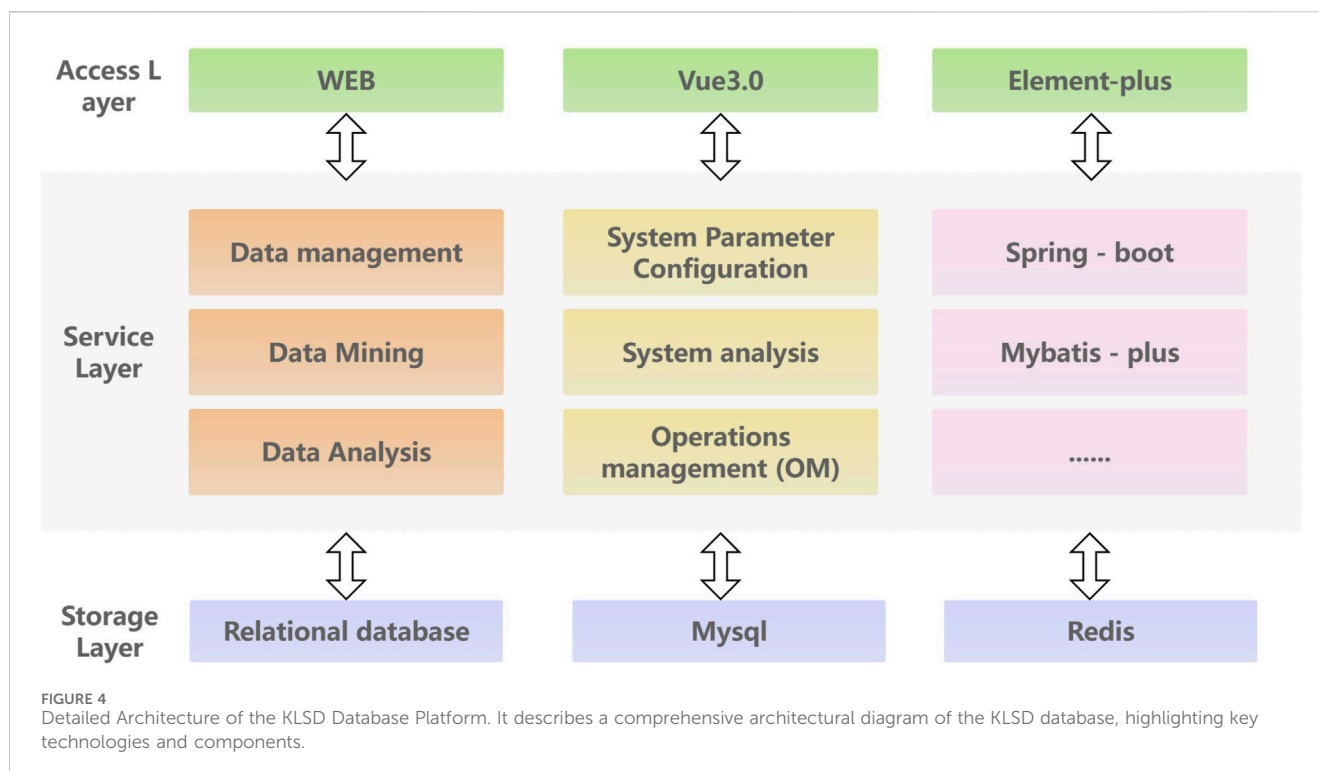 Access L
ayer
WEB
Vue3.0
Element-plus
Service
Layer
Data management
System Parameter
Configuration
Spring - boot
Data Mining
System analysis
Mybatis - plus
Data Analysis
Operations
management (OM)
......
Storage
Layer
Relational database
Mysql
Redis
FIGURE 4
Detailed Architecture of the KLSD Database Platform. It describes a comprehensive architectural diagram of the KLSD database, highlighting key
technologies and components.